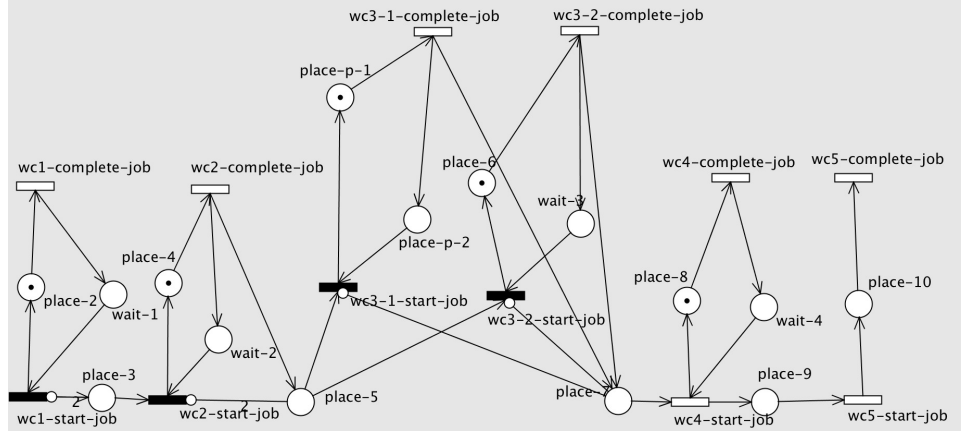 wc3-1-complete-job
wc3-2-complete-job
place-p-1
wc1-complete-job
wc2-complete-job
place-6
wc4-complete-job
wc5-complete-job
wait-3
place-p-2
place-4
place-8
place-10
place-2
wait-1
wc3-1-start-job
wc3-2-start-job
wait-4
wait-2
place-3
place-9
2
2
place-5
place-
wc1-start-job
wc2-start-job
wc4-start-job
wc5-start-job